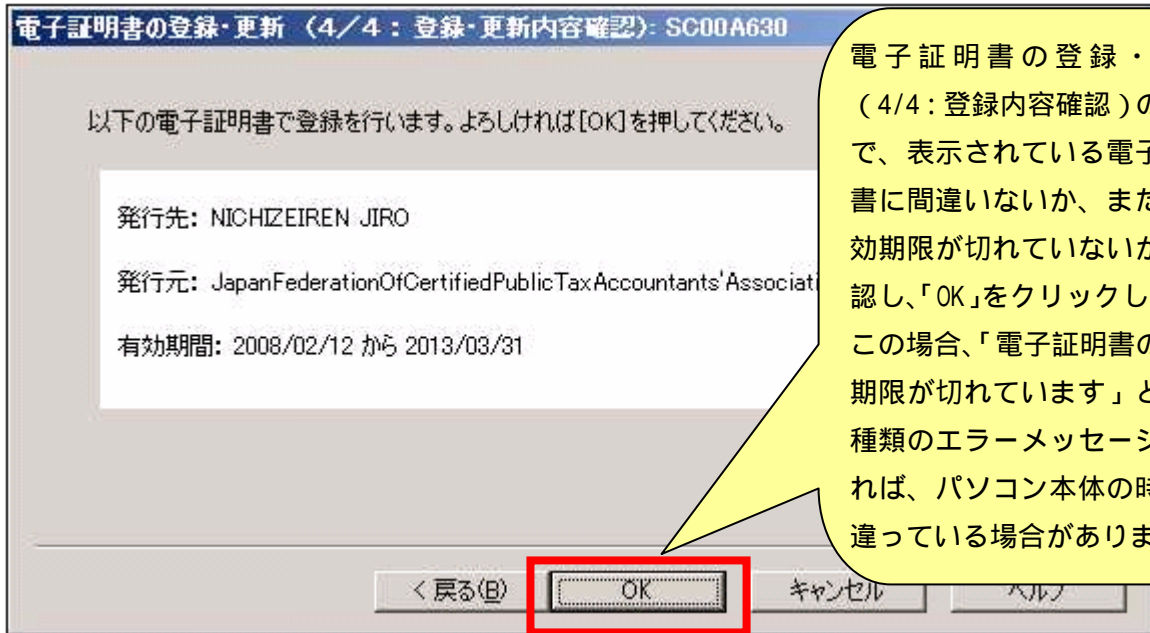 電子証明書の登録・更新 (4/4：登録・更新内容確認): SC00A630
以下の電子証明書で登録を行います。よろしければ[OK]を押してください。
発行先: NICHIZEIREN JIRO
発行元: JapanFederationOfCertifiedPublicTaxAccountants'Associati
有効期間: 2008/02/12 から 2013/03/31
< 戻る(B)
OK
キャンセル
ヘルプ
電子証明書の登録・
(4/4：登録内容確認)の
で、表示されている電子
書に間違いないか、また
効期限が切れていないか
認し、「OK」をクリックし
この場合、「電子証明書の
期限が切れています」と
種類のエラーメッセージ
れば、パソコン本体の時
違っている場合がありま